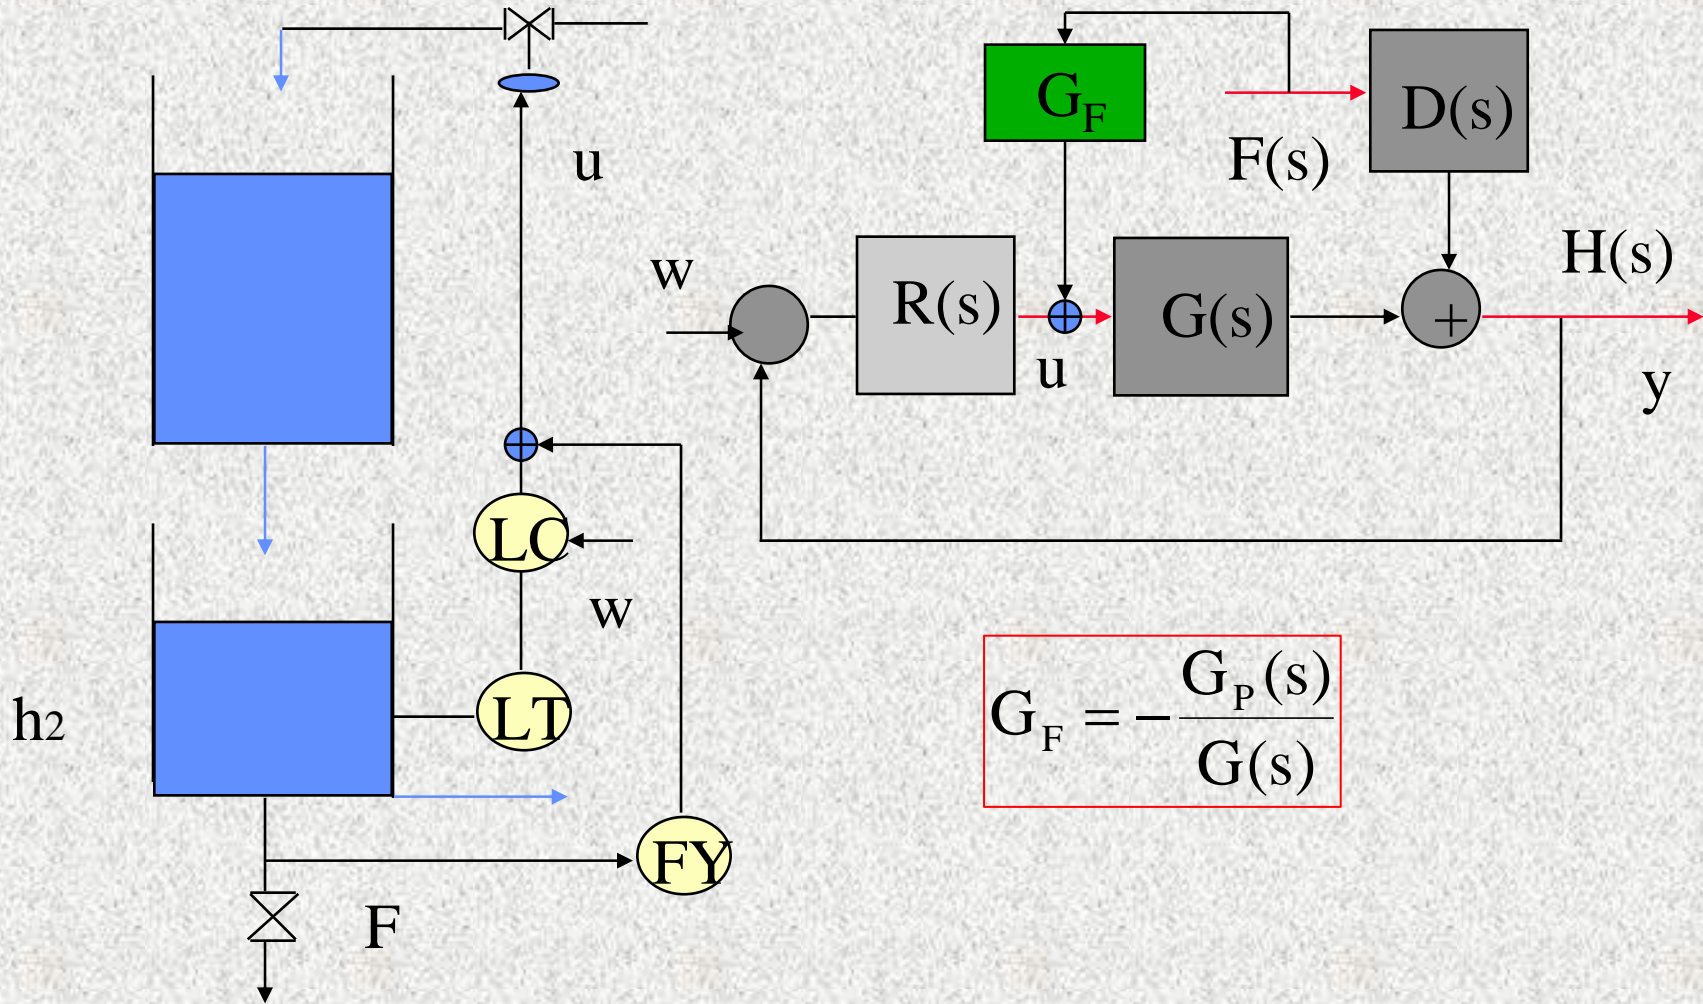 u
LC
w
LT
h2
FY
F
G_F
F(s)
D(s)
w
R(s)
u
G(s)
+
H(s)
y
G_F = - G_P(s) / G(s)